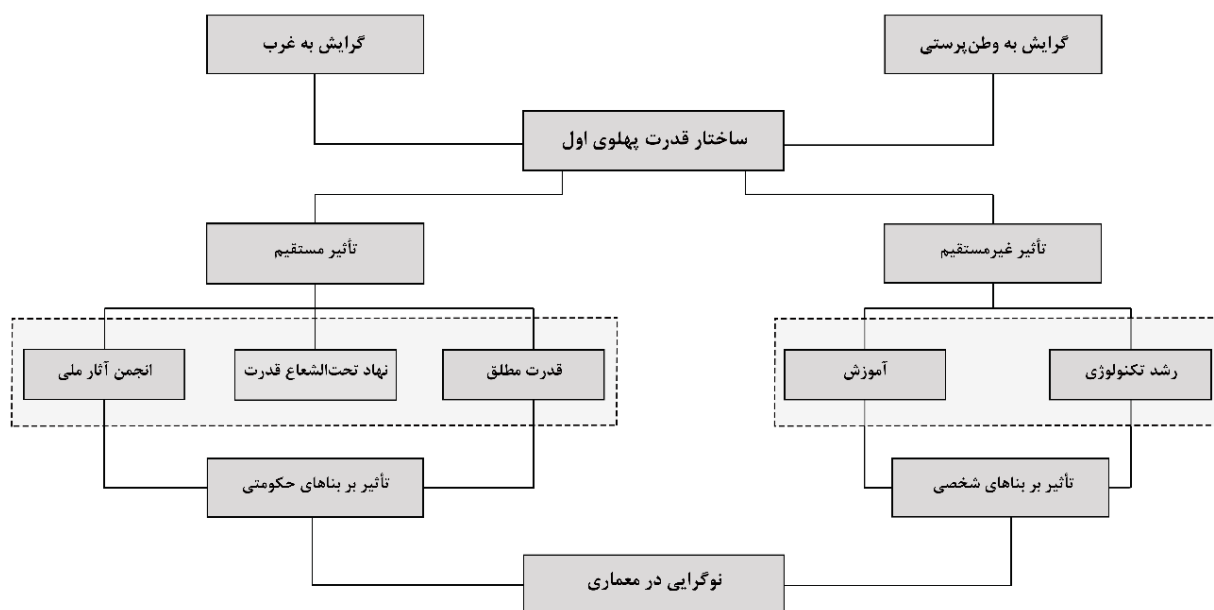 گرایش به وطن‌پرستی
گرایش به غرب
ساختار قدرت پهلوی اول
تأثیر غیرمستقیم
تأثیر مستقیم
رشد تکنولوژی
آموزش
قدرت مطلق
نهاد تحت‌الشعاع قدرت
انجمن آثار ملی
تأثیر بر بناهای شخصی
تأثیر بر بناهای حکومتی
نوگرایی در معماری